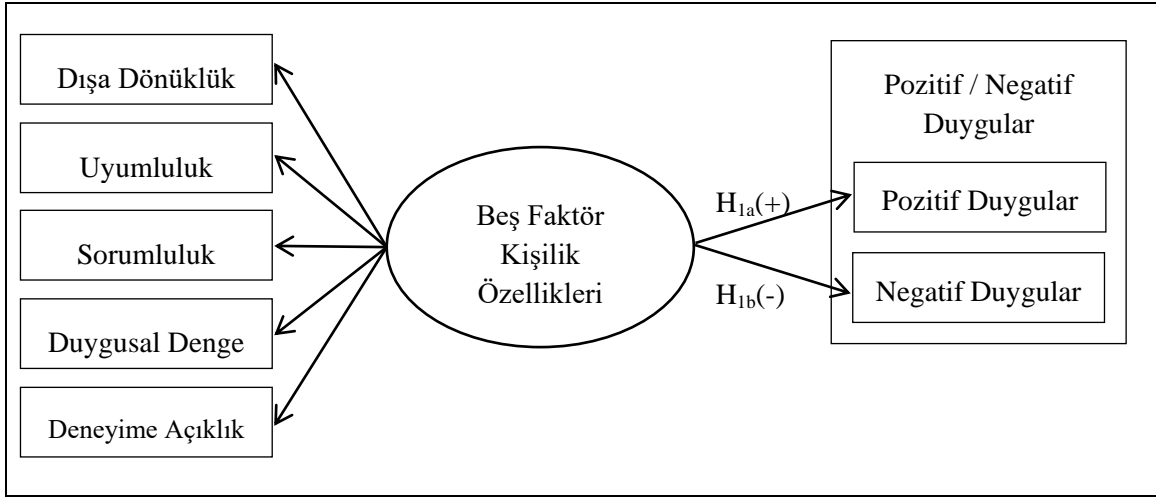 Dışa Dönüklük
Uyumluluk
Sorumluluk
Duygusal Denge
Deneyime Açıklık
Beş Faktör
Kişilik
Özellikleri
H1a(+)
H1b(-)
Pozitif / Negatif
Duygular
Pozitif Duygular
Negatif Duygular